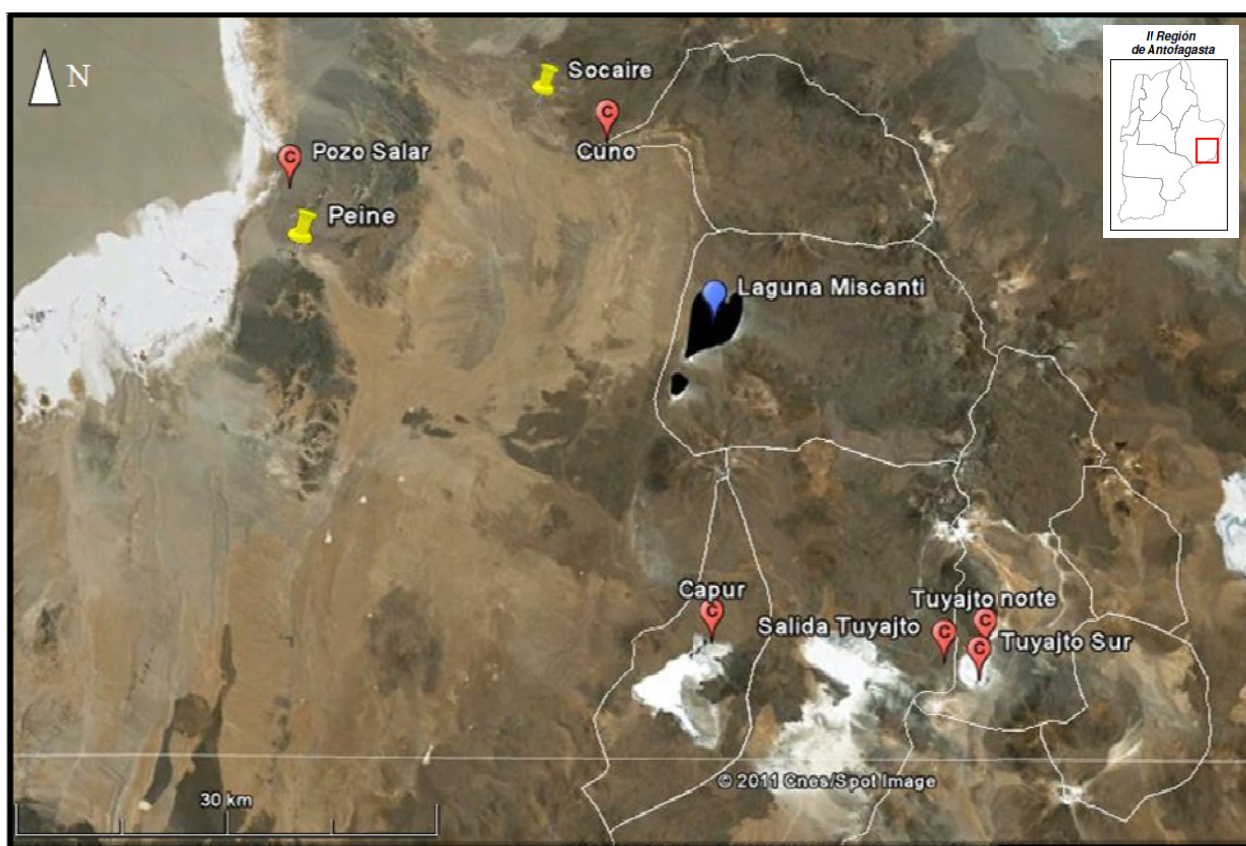 II Región
de Antofagasta
N
Socaire
C
Cuno
C
Pozo Salar
Peine
Laguna Miscanti
Capur
C
Tuyajto norte
C
Salida Tuyajto
C
C
Tuyajto Sur
© 2011 Cnes/Spot Image
30 km